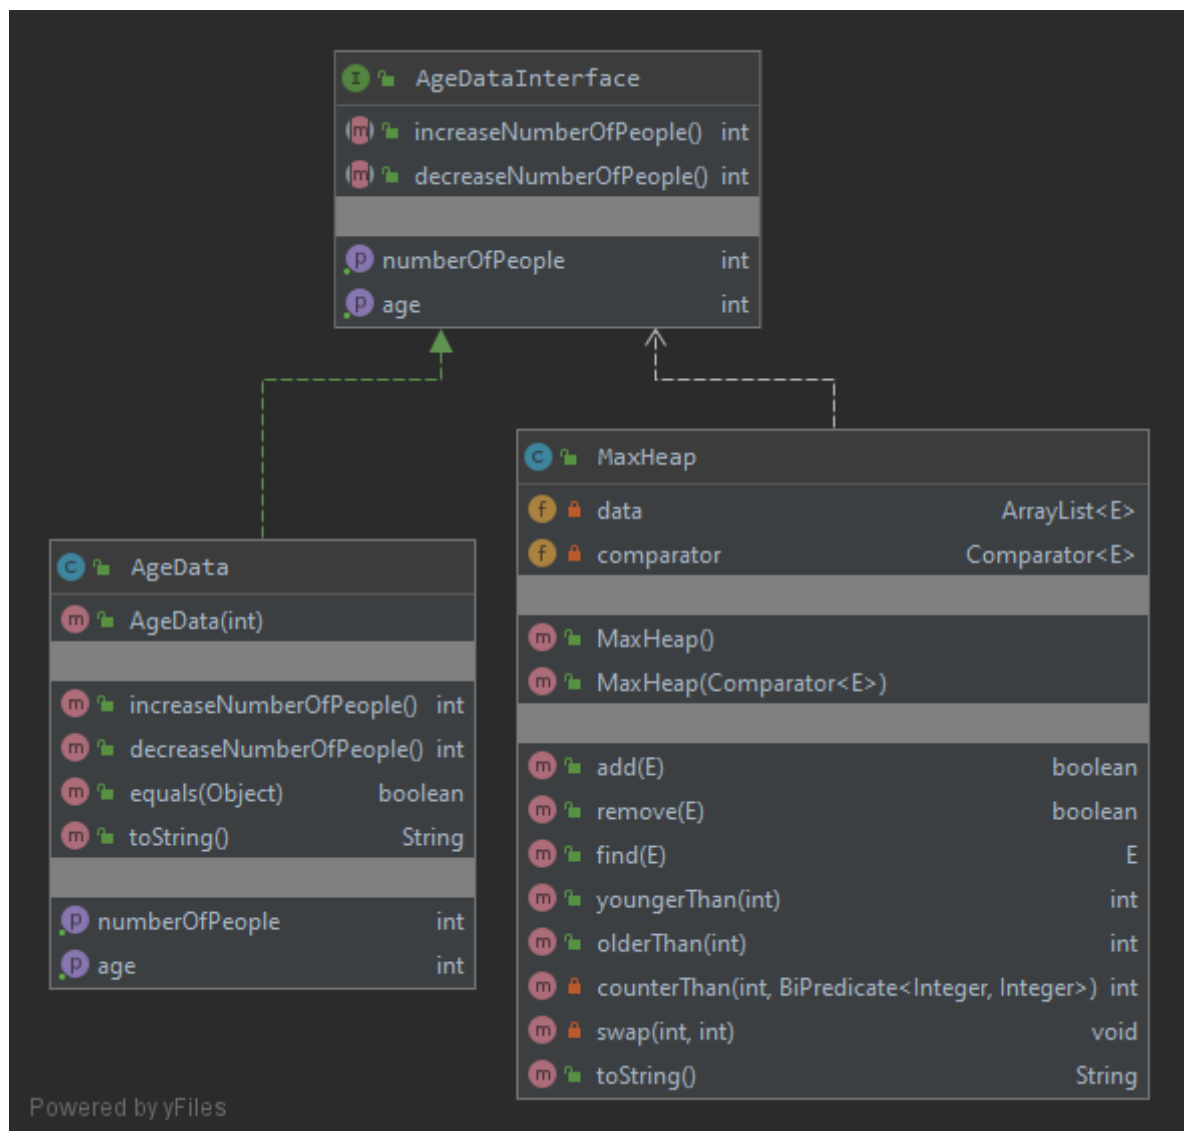 AgeDataInterface
increaseNumberOfPeople() int
decreaseNumberOfPeople() int
numberOfPeople int
age int
AgeData
AgeData(int)
increaseNumberOfPeople() int
decreaseNumberOfPeople() int
equals(Object) boolean
toString() String
numberOfPeople int
age int
MaxHeap
data ArrayList<E>
comparator Comparator<E>
MaxHeap()
MaxHeap(Comparator<E>)
add(E) boolean
remove(E) boolean
find(E) E
youngerThan(int) int
olderThan(int) int
counterThan(int, BiPredicate<Integer, Integer>) int
swap(int, int) void
toString() String
Powered by yFiles